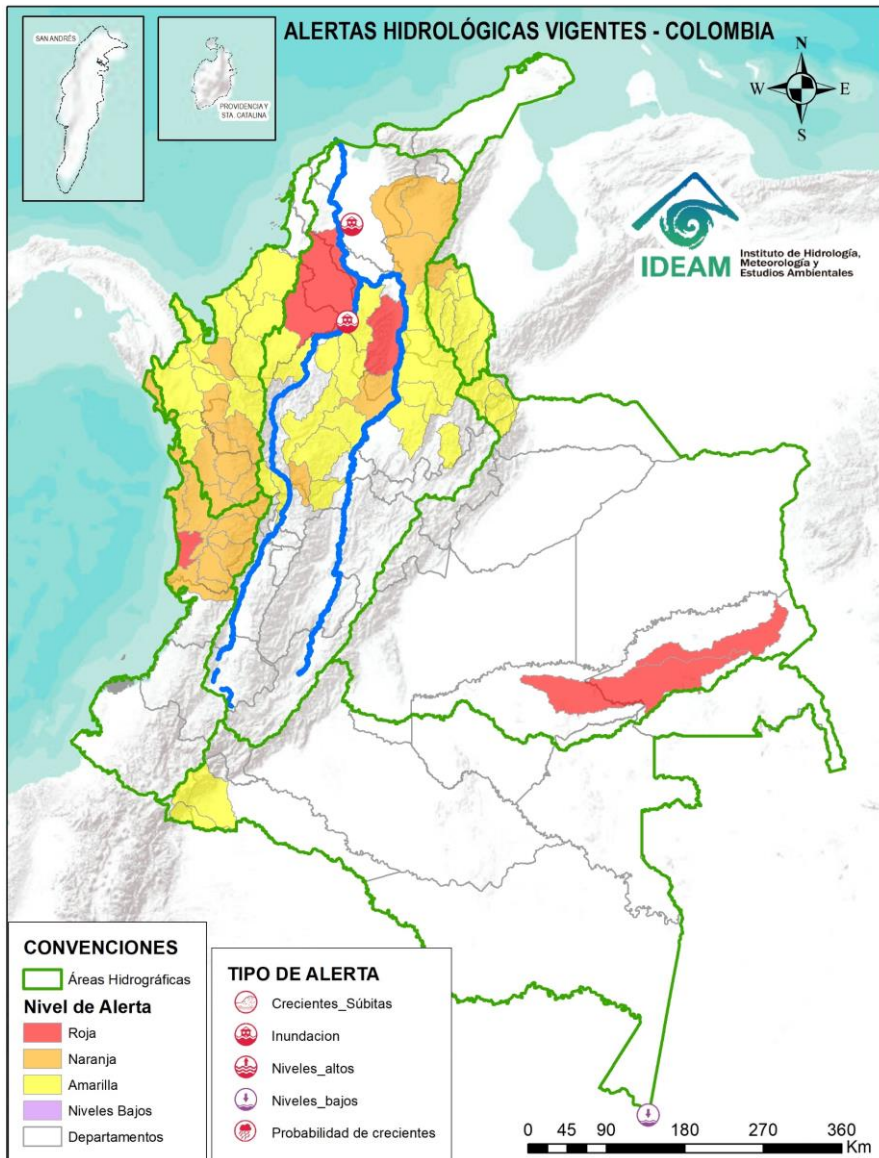 ALERTAS HIDROLÓGICAS VIGENTES - COLOMBIA
SAN ANDRÉS
PROVIDENCIA Y
STA. CATALINA
N
W
E
S
IDEAM
Instituto de Hidrología,
Meteorología y
Estudios Ambientales
CONVENCIONES
Áreas Hidrográficas
Nivel de Alerta
Roja
Naranja
Amarilla
Niveles Bajos
Departamentos
TIPO DE ALERTA
Crecientes_Súbitas
Inundacion
Niveles_altos
Niveles_bajos
Probabilidad de crecientes
0 45 90 180 270 360
Km